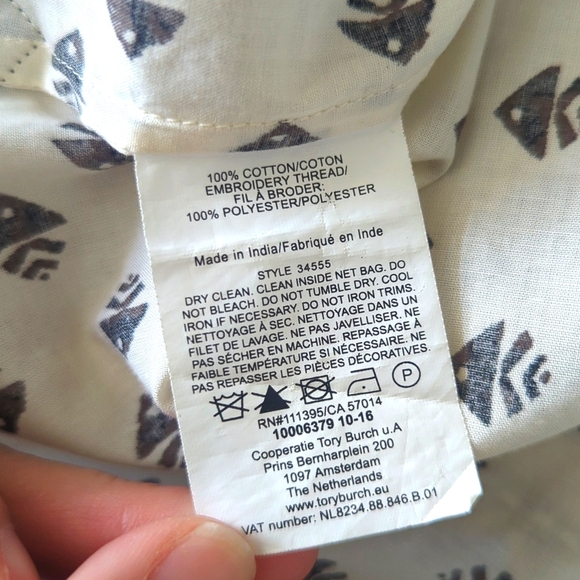 100% COTTON/COTON
EMBROIDERY THREAD/
FIL À BRODER:
100% POLYESTER/POLYESTER
Made in India/Fabriqué en Inde
STYLE 34555
DRY CLEAN. CLEAN INSIDE NET BAG. DO
NOT BLEACH. DO NOT TUMBLE DRY. COOL
IRON IF NECESSARY. DO NOT IRON TRIMS.
NETTOYAGE À SEC. NETTOYAGE DANS UN
FILET DE LAVAGE. NE PAS JAVELLISER. NE
PAS SÉCHER EN MACHINE. REPASSAGE À
FAIBLE TEMPÉRATURE SI NÉCESSAIRE. NE
PAS REPASSER LES PIÈCES DÉCORATIVES.
P
RN#111395/CA 57014
10006379 10-16
Cooperatie Tory Burch u.A
Prins Bernharplein 200
1097 Amsterdam
The Netherlands
www.toryburch.com
VAT number: NL8234.88.846.B.01